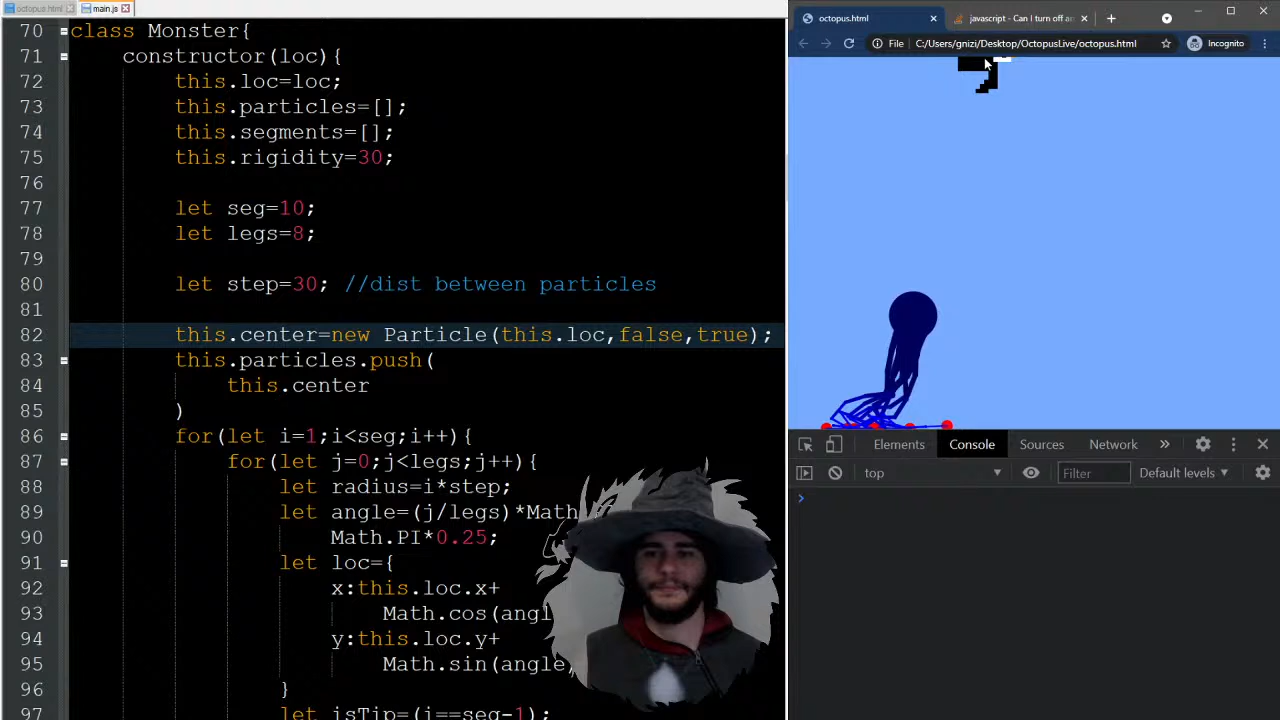 octopus.html
main.js
70 class Monster{
71 constructor(loc){
72 this.loc=loc;
73 this.particles=[];
74 this.segments=[];
75 this.rigidity=30;
76
77 let seg=10;
78 let legs=8;
79
80 let step=30; //dist between particles
81
82 this.center=new Particle(this.loc,false,true);
83 this.particles.push(
84 this.center
85 )
86 for(let i=1;i<seg;i++){
87 for(let j=0;j<legs;j++){
88 let radius=i*step;
89 let angle=(j/legs)*Math
90 Math.PI*0.25;
91 let loc={
92 x:this.loc.x+
93 Math.cos(angl
94 y:this.loc.y+
95 Math.sin(angle
96 }
97 let isTip=(i==seg-1);
octopus.html
javascript - Can I turn off an
File C:/Users/gnizi/Desktop/OctopusLive/octopus.html
Incognito
Elements Console Sources Network
top Filter Default levels